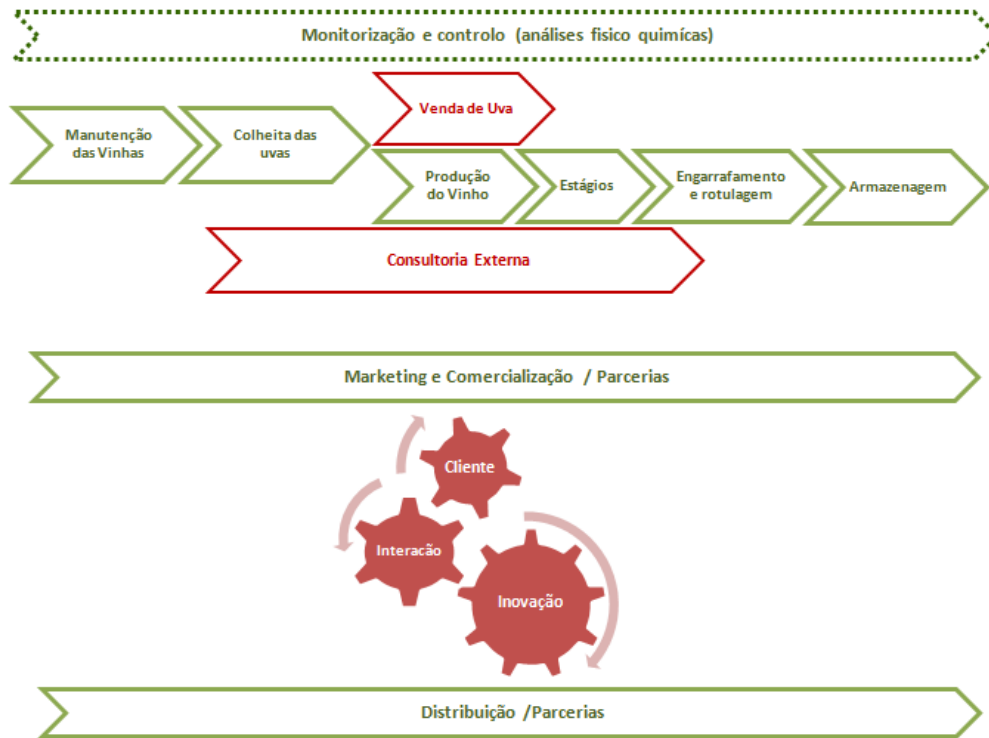 Monitorização e controlo (análises fisico quimícas)
Venda de Uva
Manutenção
das Vinhas
Colheita das
uvas
Produção
do Vinho
Estágios
Engarrafamento
e rotulagem
Armazenagem
Consultoria Externa
Marketing e Comercialização / Parcerias
Cliente
Interacão
Inovação
Distribuição /Parcerias